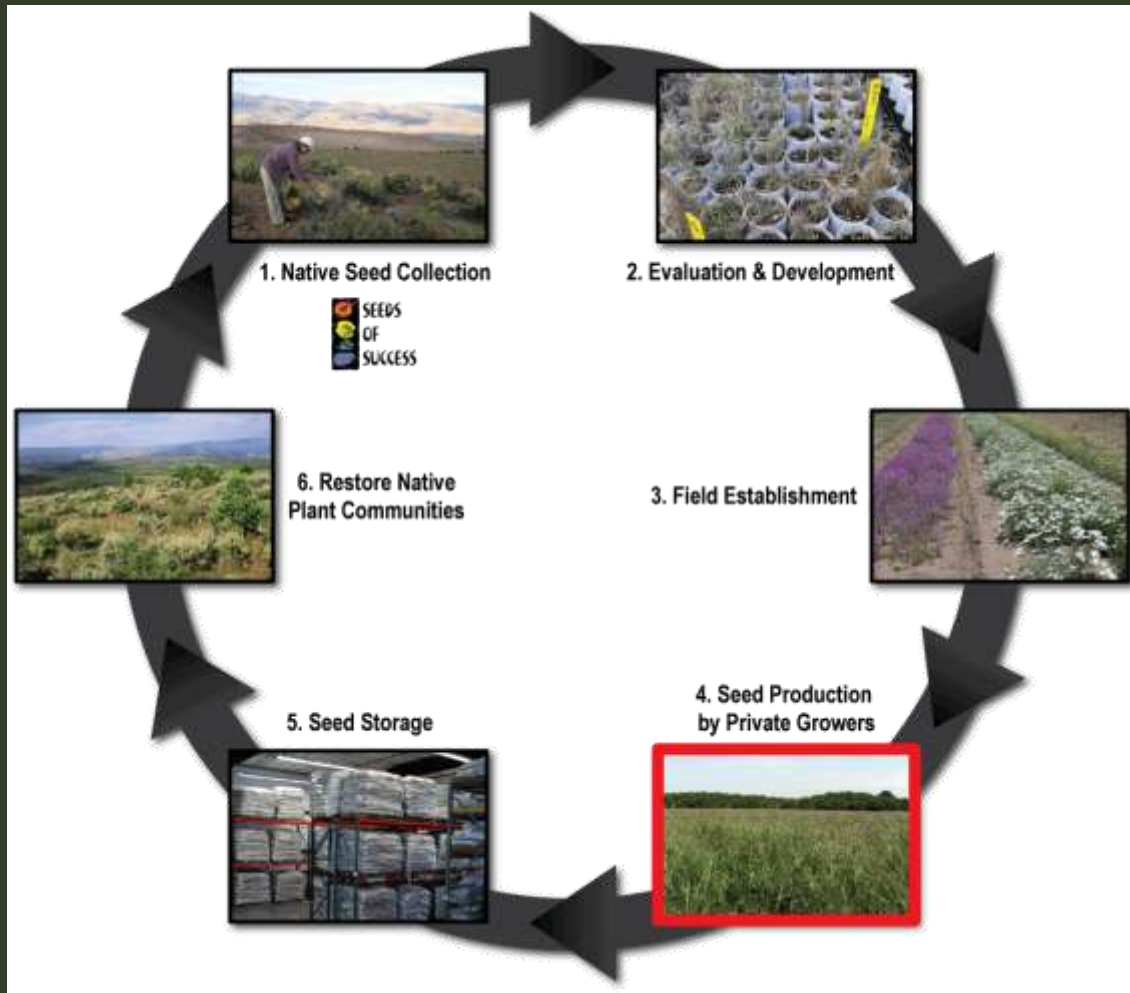 1. Native Seed Collection
SEEDS
OF
SUCCESS
2. Evaluation & Development
3. Field Establishment
4. Seed Production
by Private Growers
5. Seed Storage
6. Restore Native
Plant Communities